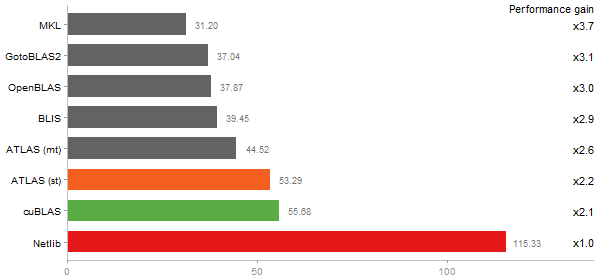 Performance gain
MKL 31.20 x3.7
GotoBLAS2 37.04 x3.1
OpenBLAS 37.87 x3.0
BLIS 39.45 x2.9
ATLAS (mt) 44.52 x2.6
ATLAS (st) 53.29 x2.2
cuBLAS 55.68 x2.1
Netlib 115.33 x1.0
0 50 100